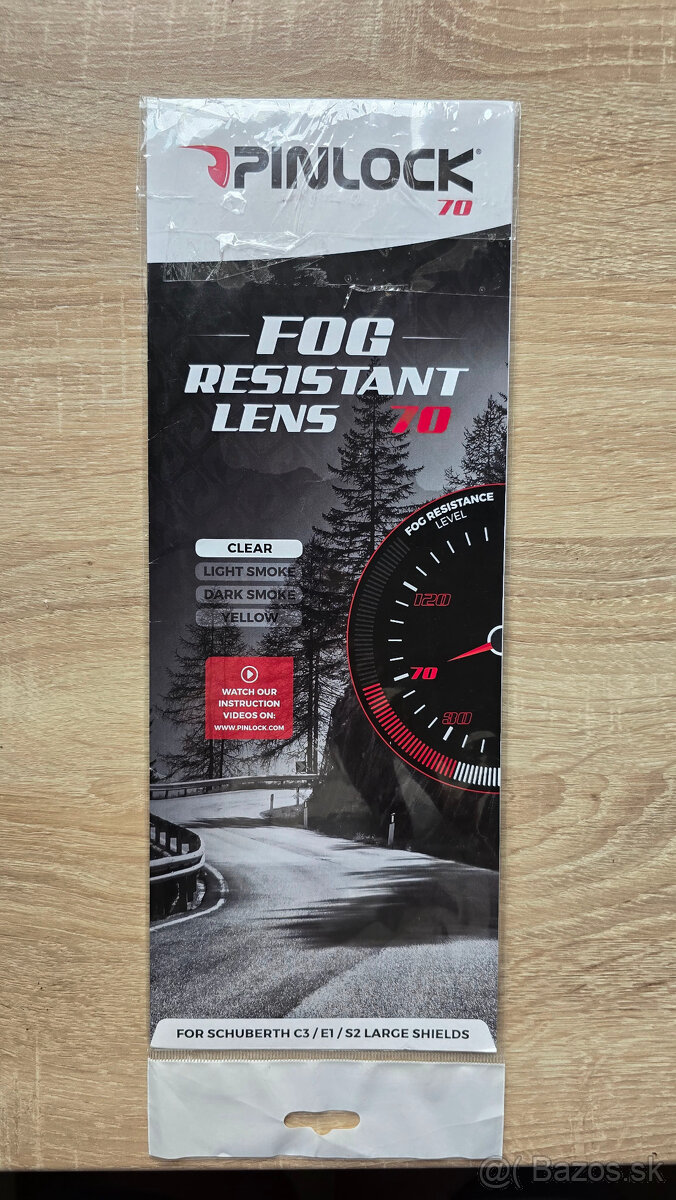 PINLOCK®
70
FOG
RESISTANT
LENS 70
CLEAR
LIGHT SMOKE
DARK SMOKE
YELLOW
WATCH OUR
INSTRUCTION
VIDEOS ON:
WWW.PINLOCK.COM
FOG RESISTANCE
LEVEL
120
70
30
FOR SCHUBERTH C3 / E1 / S2 LARGE SHIELDS
@( Bazos.sk